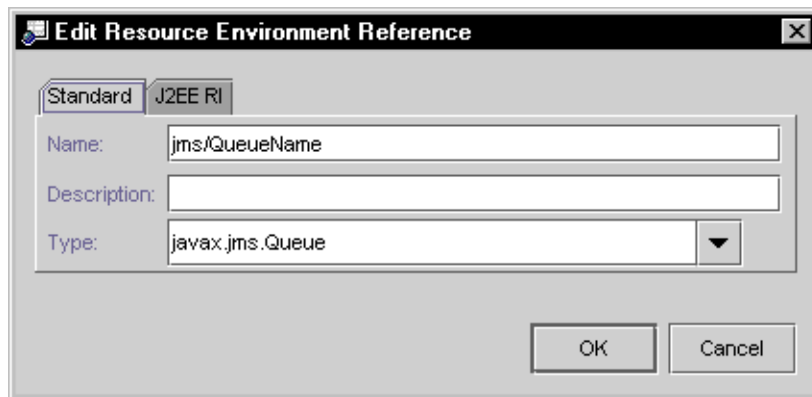 Edit Resource Environment Reference
Standard J2EE RI
Name: jms/QueueName
Description:
Type: javax.jms.Queue
OK Cancel